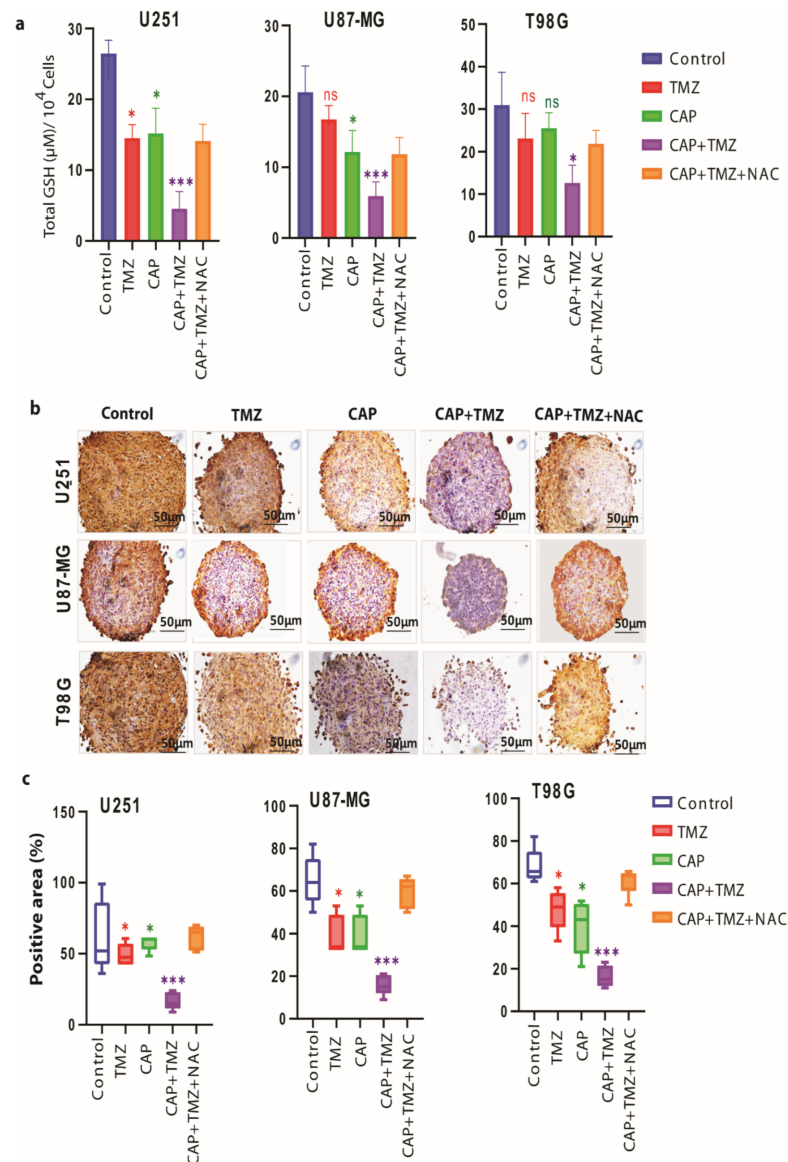 a
U251
U87-MG
T98G
Total GSH (µM)/ 10⁴ Cells
30
20
10
0
*
*
***
Control
TMZ
CAP
CAP+TMZ
CAP+TMZ+NAC
30
20
10
0
ns
*
***
Control
TMZ
CAP
CAP+TMZ
CAP+TMZ+NAC
50
40
30
20
10
0
ns
ns
*
Control
TMZ
CAP
CAP+TMZ
CAP+TMZ+NAC
Control
TMZ
CAP
CAP+TMZ
CAP+TMZ+NAC
b
Control TMZ CAP CAP+TMZ CAP+TMZ+NAC
U251
50µm 50µm 50µm 50µm 50µm
U87-MG
50µm 50µm 50µm 50µm 50µm
T98G
50µm 50µm 50µm 50µm 50µm
c
U251
U87-MG
T98G
Positive area (%)
150
100
50
0
*
*
***
Control
TMZ
CAP
CAP+TMZ
CAP+TMZ+NAC
100
80
60
40
20
0
*
*
***
Control
TMZ
CAP
CAP+TMZ
CAP+TMZ+NAC
100
80
60
40
20
0
*
*
***
Control
TMZ
CAP
CAP+TMZ
CAP+TMZ+NAC
Control
TMZ
CAP
CAP+TMZ
CAP+TMZ+NAC